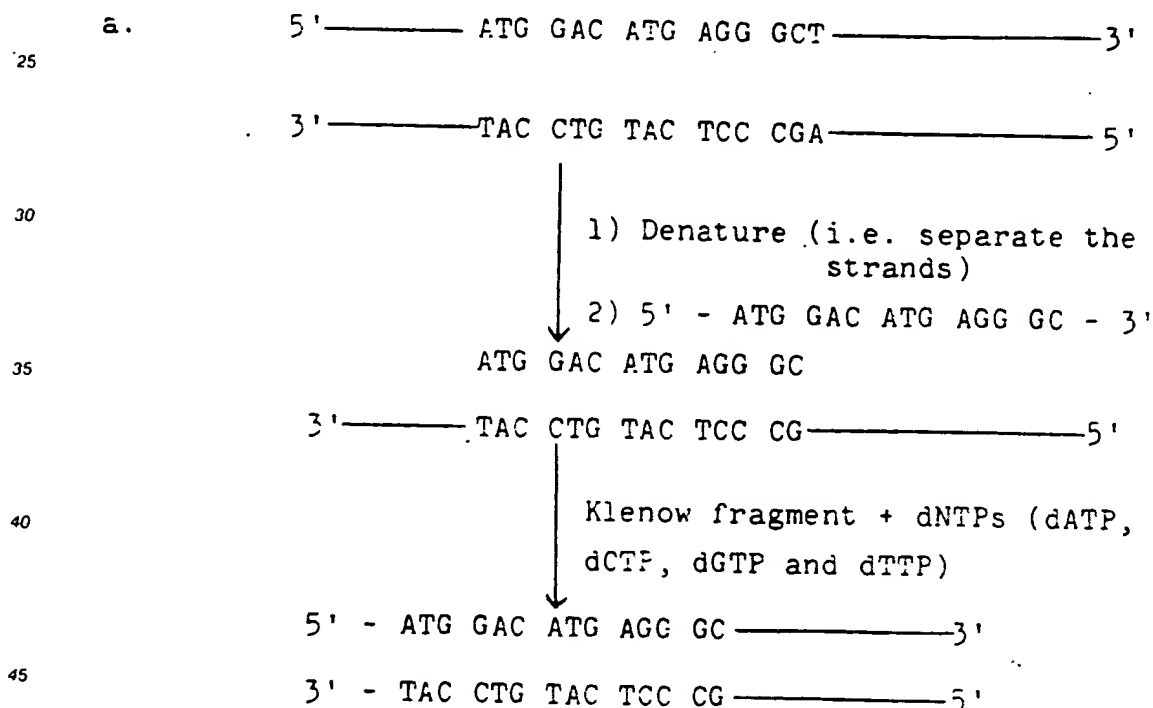 a. 5' ATG GAC ATG AGG GCT 3'
25
3' TAC CTG TAC TCC CGA 5'
30
1) Denature (i.e. separate the
strands)
2) 5' - ATG GAC ATG AGG GC - 3'
35
ATG GAC ATG AGG GC
3' TAC CTG TAC TCC CG 5'
40
Klenow fragment + dNTPs (dATP,
dCTP, dGTP and dTTP)
5' - ATG GAC ATG AGG GC 3'
45
3' - TAC CTG TAC TCC CG 5'